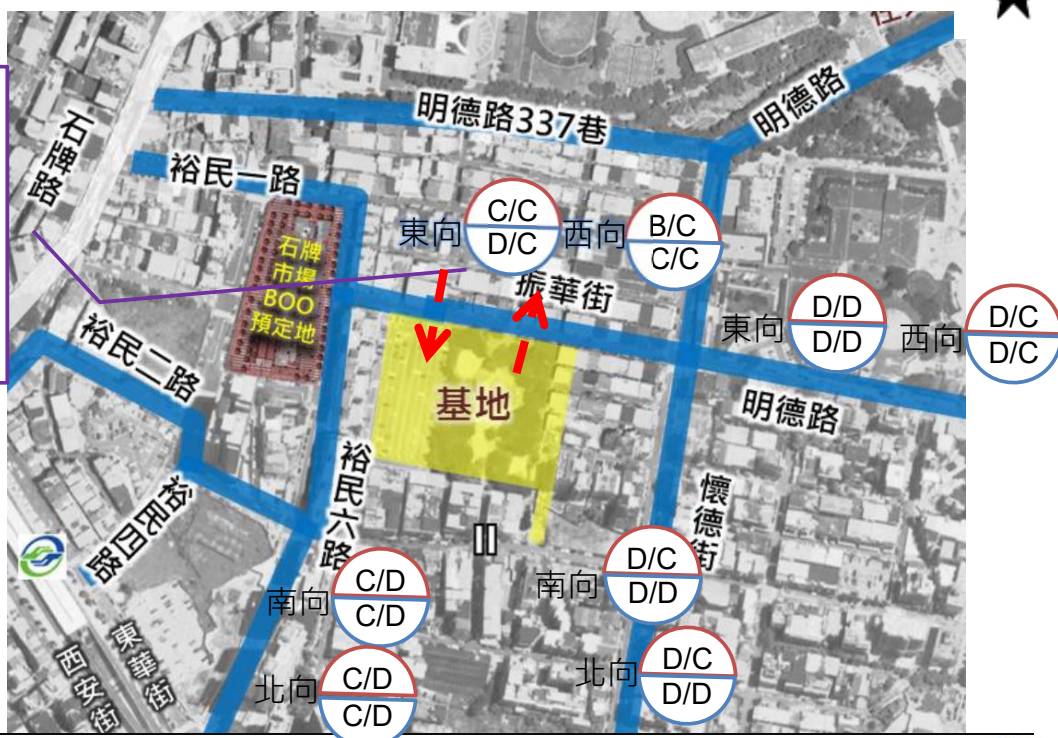 明德路337巷
明德路
石牌路
裕民一路
東向
C/C
D/C
西向
B/C
C/C
石牌
市場
BOO
預定地
振華街
東向
D/D
D/D
西向
D/C
D/C
裕民二路
基地
明德路
裕民六路
懷德街
裕民四路
南向
C/D
C/D
南向
D/C
D/D
東華街
西安街
北向
C/D
C/D
北向
D/C
D/D